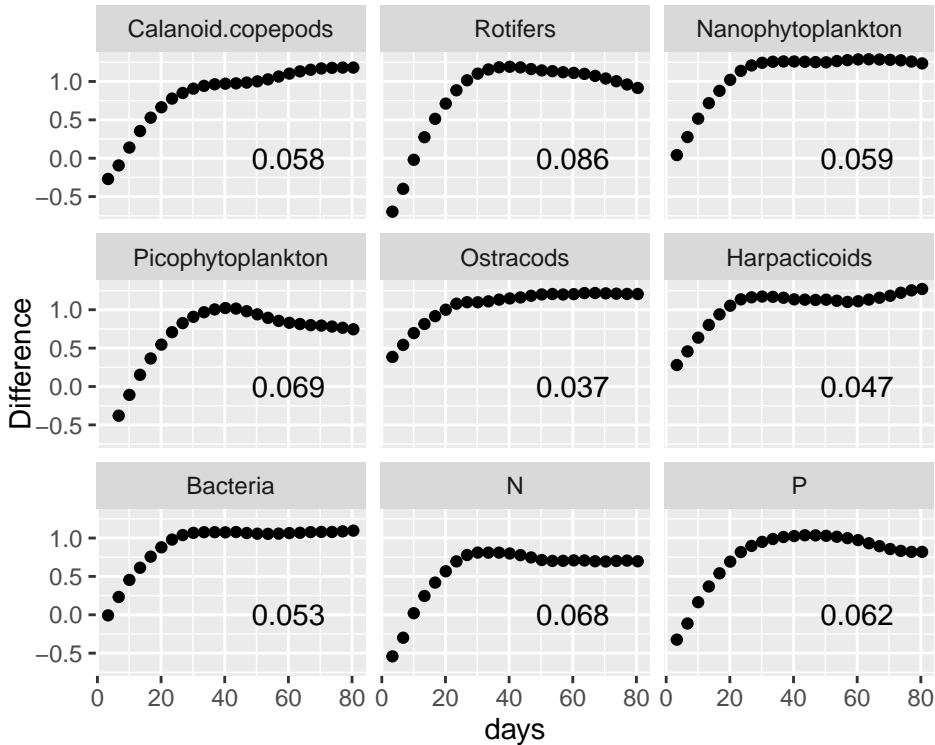 Calanoid.copepods Rotifers Nanophytoplankton
1.0
0.5
0.0
−0.5
0.058 0.086 0.059
Picophytoplankton Ostracods Harpacticoids
1.0
0.5
0.0
−0.5
0.069 0.037 0.047
Difference
Bacteria N P
1.0
0.5
0.0
−0.5
0.053 0.068 0.062
0 20 40 60 80 0 20 40 60 80 0 20 40 60 80
days